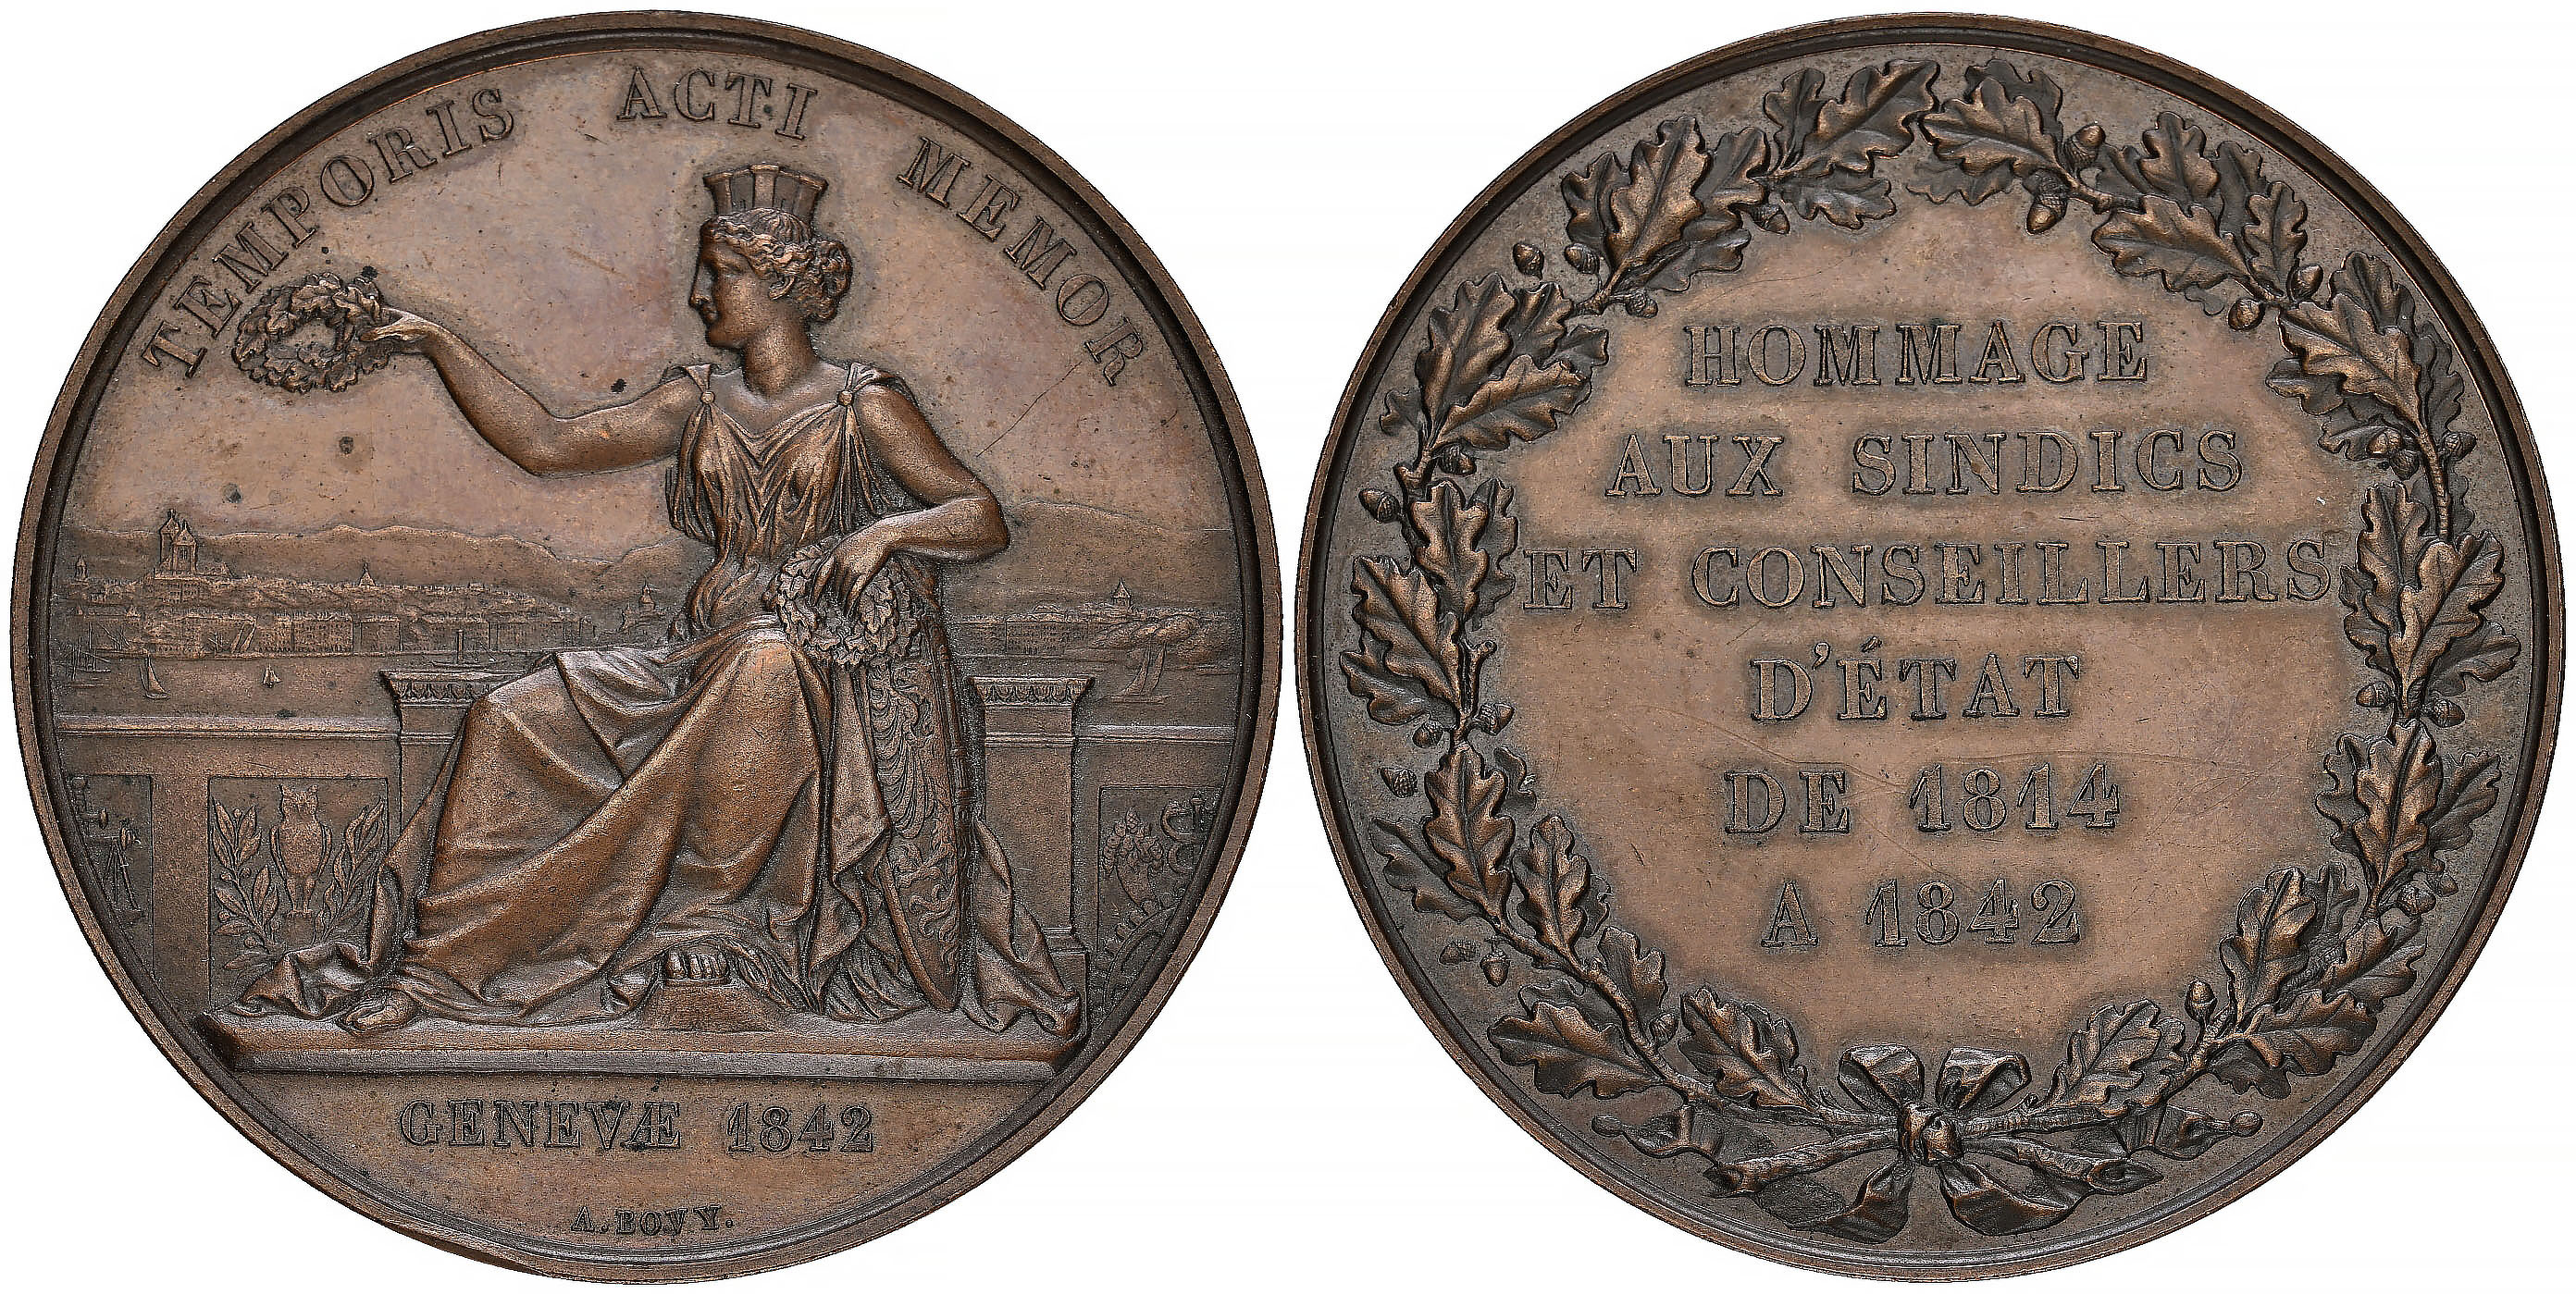 TEMPORIS ACTI MEMOR
GENEVÆ 1842
A. BOVY.
HOMMAGE
AUX SINDICS
ET CONSEILLERS
D'ÉTAT
DE 1814
A 1842